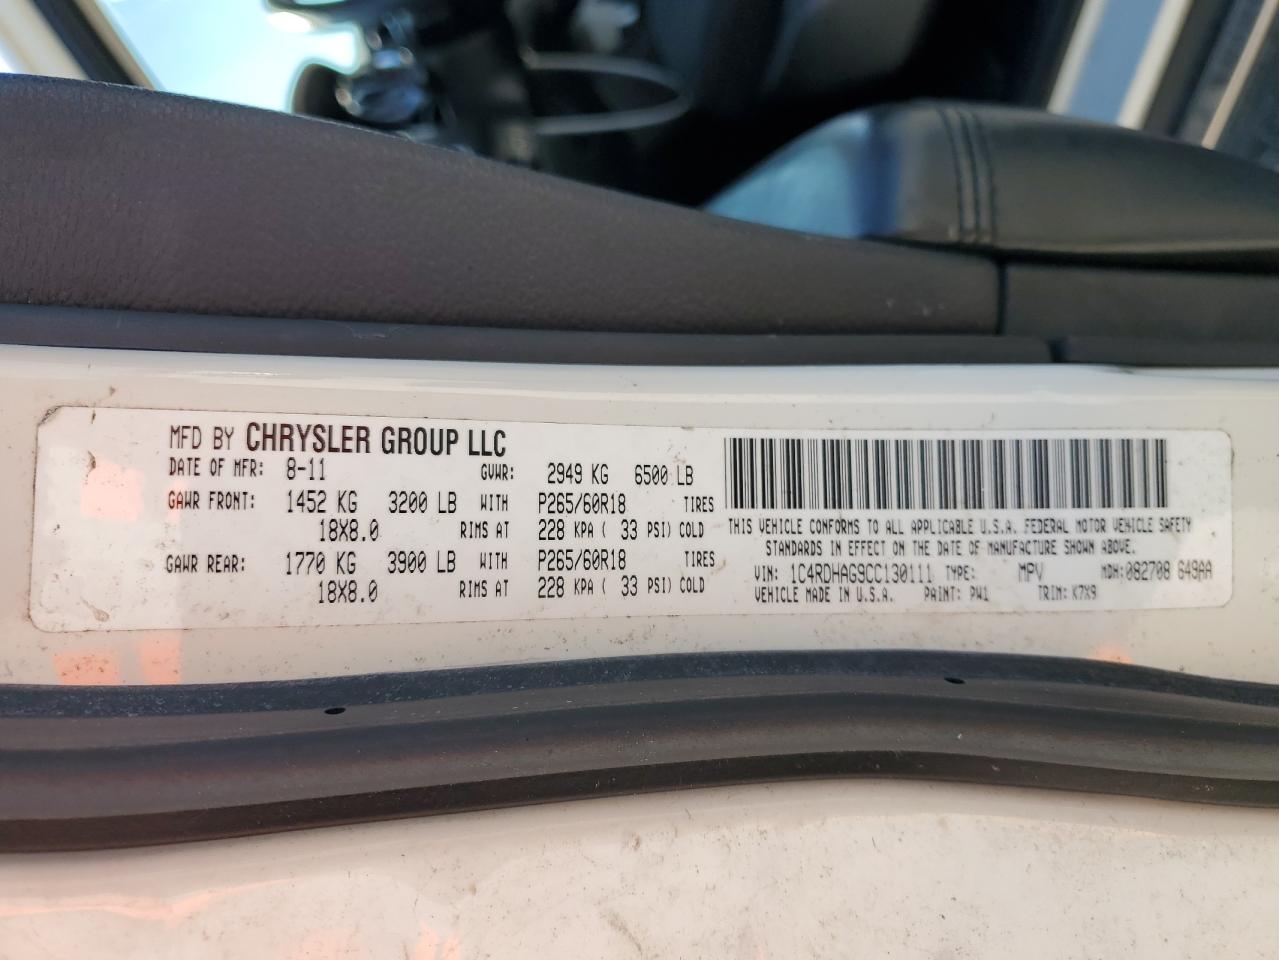 MFD BY CHRYSLER GROUP LLC
DATE OF MFR: 8-11 GVWR: 2949 KG 6500 LB
GAWR FRONT: 1452 KG 3200 LB WITH P265/60R18 TIRES
18X8.0 RIMS AT 228 KPA ( 33 PSI) COLD
GAWR REAR: 1770 KG 3900 LB WITH P265/60R18 TIRES
18X8.0 RIMS AT 228 KPA ( 33 PSI) COLD
THIS VEHICLE CONFORMS TO ALL APPLICABLE U.S.A. FEDERAL MOTOR VEHICLE SAFETY
STANDARDS IN EFFECT ON THE DATE OF MANUFACTURE SHOWN ABOVE.
VIN: 1C4RDHAG9CC130111 TYPE: MPV MDH: 082708 649AA
VEHICLE MADE IN U.S.A. PAINT: PW1 TRIM: K7X9